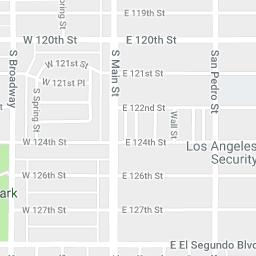 E 119th St
W 120th St
E 120th St
S Broadway
S Spring St
ring St
W 121st St
W 121st Pl
S Main St
E 121st St
San Pedro St
E 122nd St
Wall St
W 124th St
E 124th St
Los Angeles
Security
W 126th St
E 126th St
ark
W 127th St
E 127th St
E El Segundo Blvd